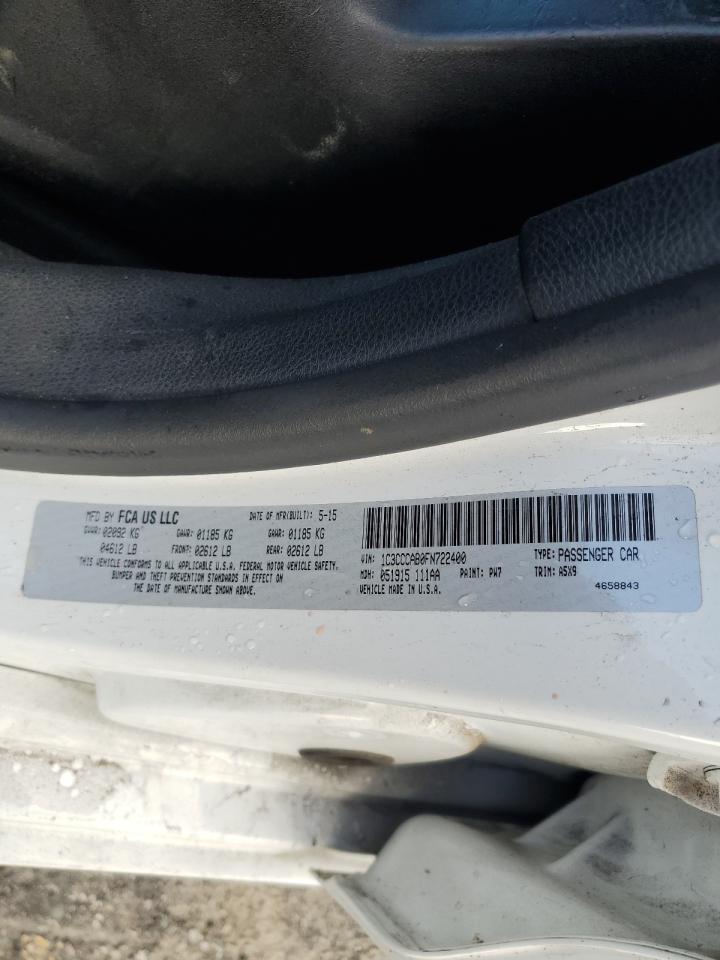 MFD BY FCA US LLC DATE OF MFR(BUILT): 5-15
GVWR: 02092 KG GAWR: 01185 KG GAWR: 01185 KG
04612 LB FRONT: 02612 LB REAR: 02612 LB
THIS VEHICLE CONFORMS TO ALL APPLICABLE U.S.A. FEDERAL MOTOR VEHICLE SAFETY,
BUMPER AND THEFT PREVENTION STANDARDS IN EFFECT ON
THE DATE OF MANUFACTURE SHOWN ABOVE.
VIN: 1C3CCCAB0FN722400 TYPE: PASSENGER CAR
MDH: 051915 111AA PAINT: PW7 TRIM: A5X9
VEHICLE MADE IN U.S.A. 4658843